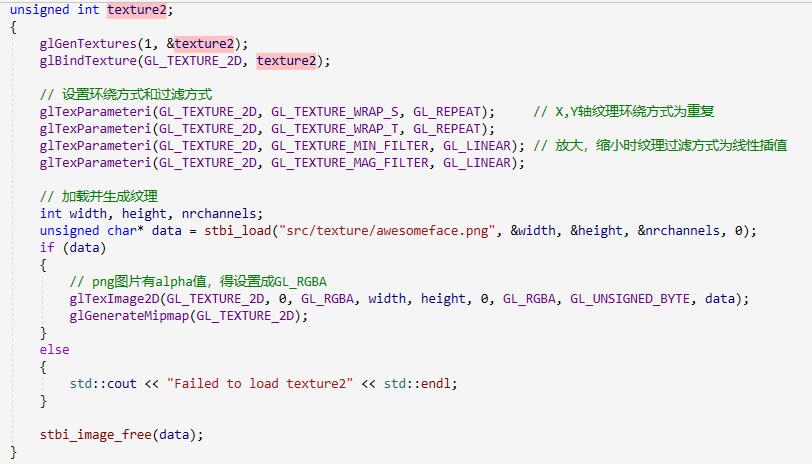 unsigned int texture2;
{
    glGenTextures(1, &texture2);
    glBindTexture(GL_TEXTURE_2D, texture2);

    // 设置环绕方式和过滤方式
    glTexParameteri(GL_TEXTURE_2D, GL_TEXTURE_WRAP_S, GL_REPEAT);     // X,Y轴纹理环绕方式为重复
    glTexParameteri(GL_TEXTURE_2D, GL_TEXTURE_WRAP_T, GL_REPEAT);
    glTexParameteri(GL_TEXTURE_2D, GL_TEXTURE_MIN_FILTER, GL_LINEAR); // 放大，缩小时纹理过滤方式为线性插值
    glTexParameteri(GL_TEXTURE_2D, GL_TEXTURE_MAG_FILTER, GL_LINEAR);

    // 加载并生成纹理
    int width, height, nrchannels;
    unsigned char* data = stbi_load("src/texture/awesomeface.png", &width, &height, &nrchannels, 0);
    if (data)
    {
        // png图片有alpha值，得设置成GL_RGBA
        glTexImage2D(GL_TEXTURE_2D, 0, GL_RGBA, width, height, 0, GL_RGBA, GL_UNSIGNED_BYTE, data);
        glGenerateMipmap(GL_TEXTURE_2D);
    }
    else
    {
        std::cout << "Failed to load texture2" << std::endl;
    }

    stbi_image_free(data);
}